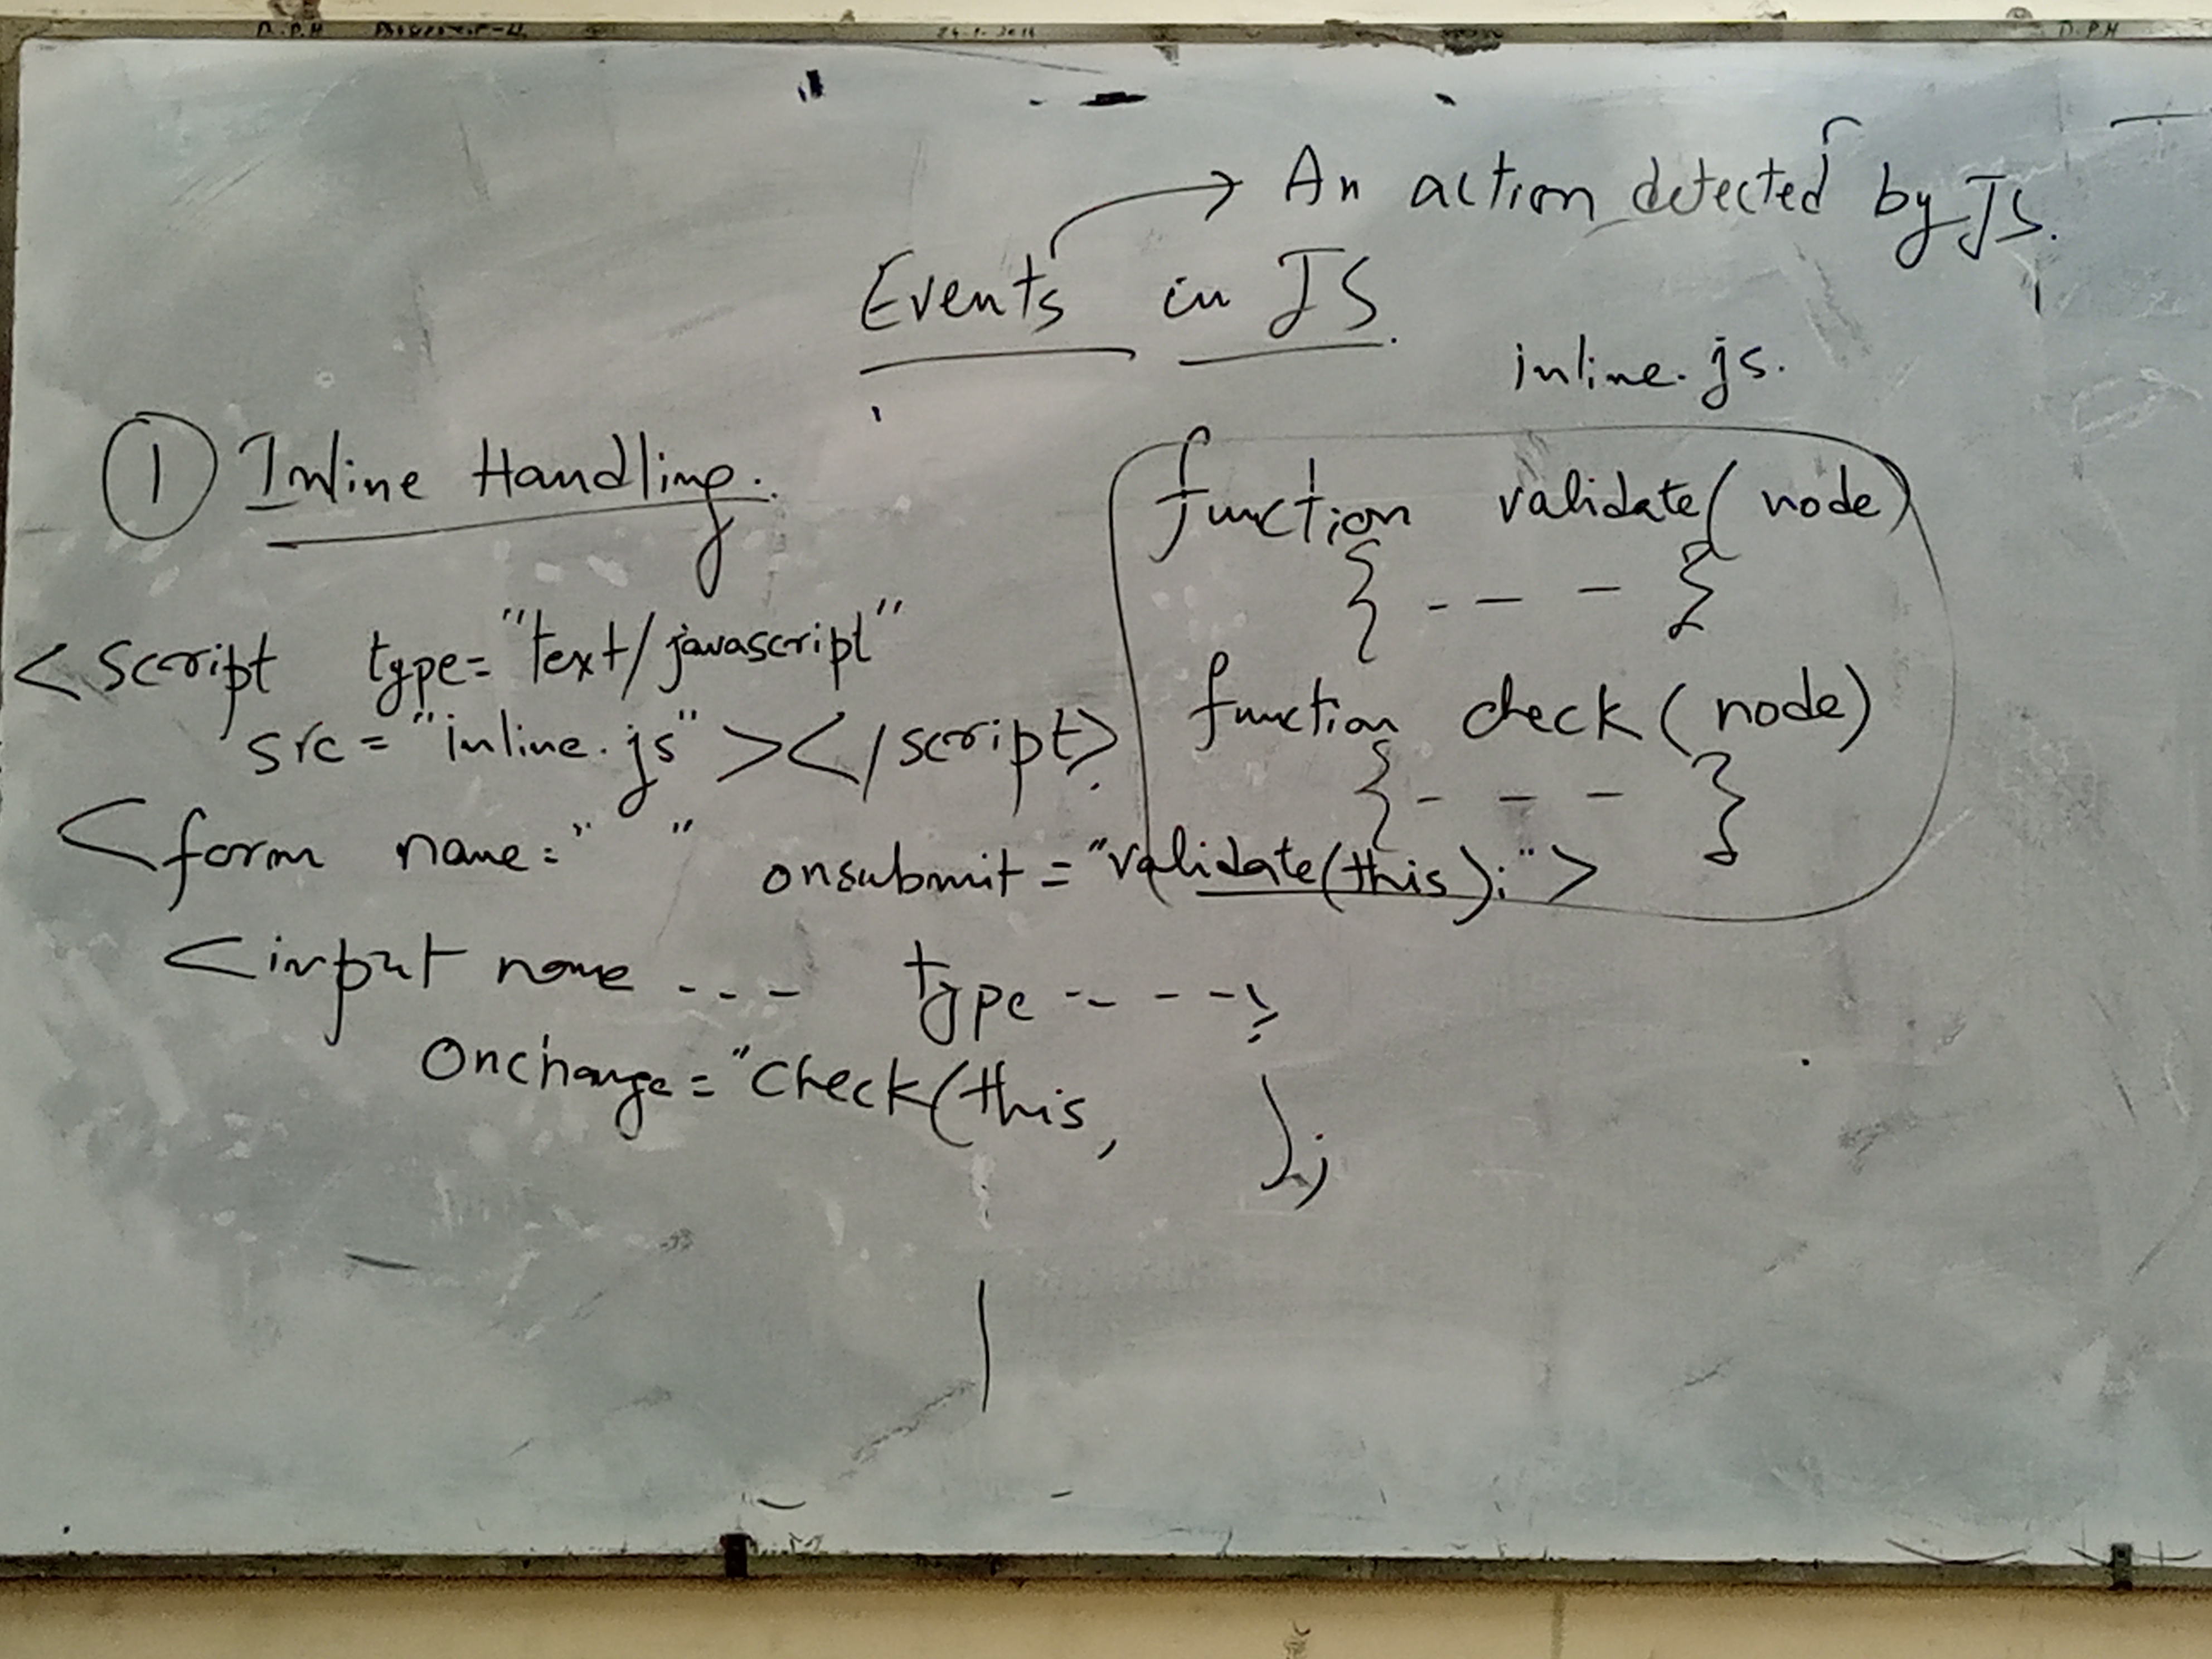 D.P.H
24-1-2014
D.P.H
An action detected by JS.
Events in JS.
inline.js.
① Inline Handling.
function validate(node)
{ - - - }
function check(node)
{ - - - }
<script type="text/javascript"
src="inline.js"></script>
<form name=" " onsubmit="validate(this);">
<input name --- type ---->
Onchange="check(this, );